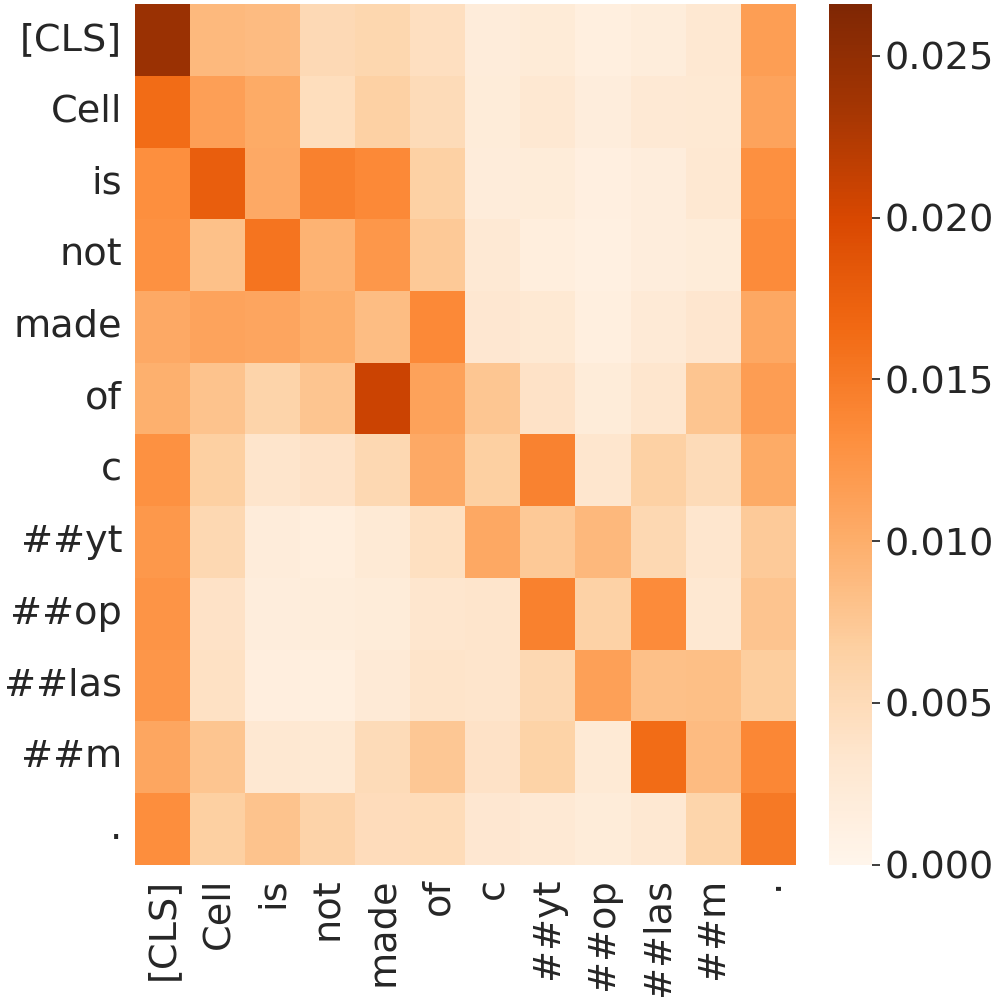 [CLS]
Cell
is
not
made
of
c
##yt
##op
##las
##m
.
[CLS]
Cell
is
not
made
of
c
##yt
##op
##las
##m
.
0.025
0.020
0.015
0.010
0.005
0.000